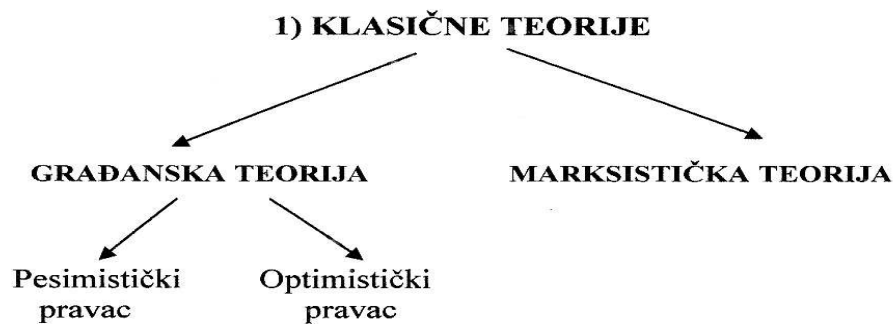 1) KLASIČNE TEORIJE
GRAĐANSKA TEORIJA
MARKSISTIČKA TEORIJA
Pesimistički
pravac
Optimistički
pravac